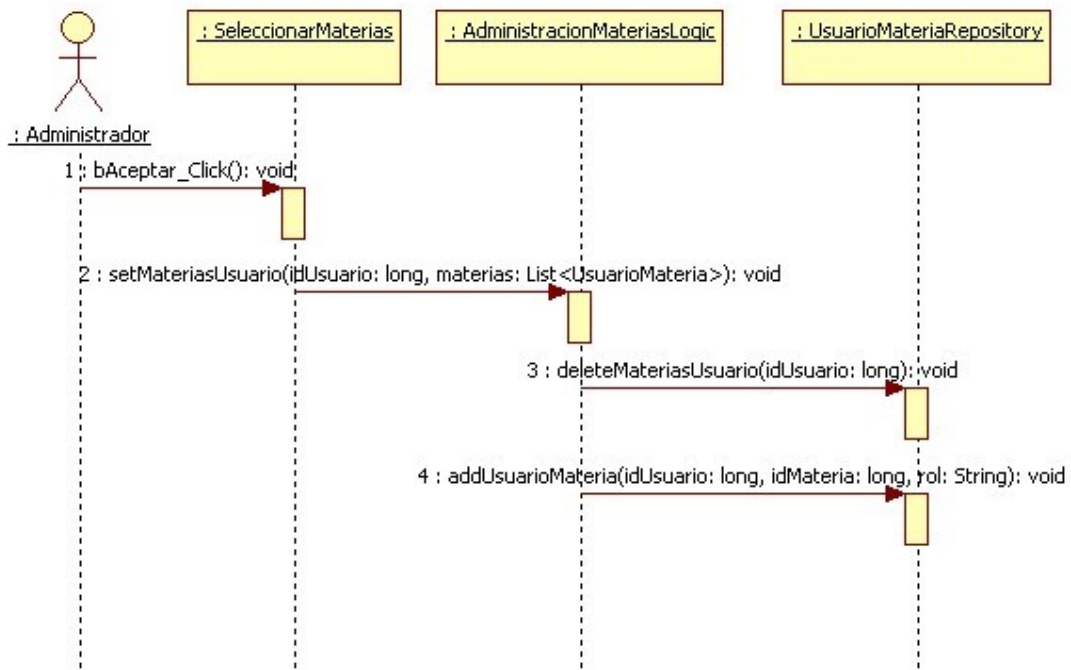 : SeleccionarMaterias
: AdministracionMateriasLogic
: UsuarioMateriaRepository
: Administrador
1 : bAceptar_Click(): void
2 : setMateriasUsuario(idUsuario: long, materias: List<UsuarioMateria>): void
3 : deleteMateriasUsuario(idUsuario: long): void
4 : addUsuarioMateria(idUsuario: long, idMateria: long, rol: String): void